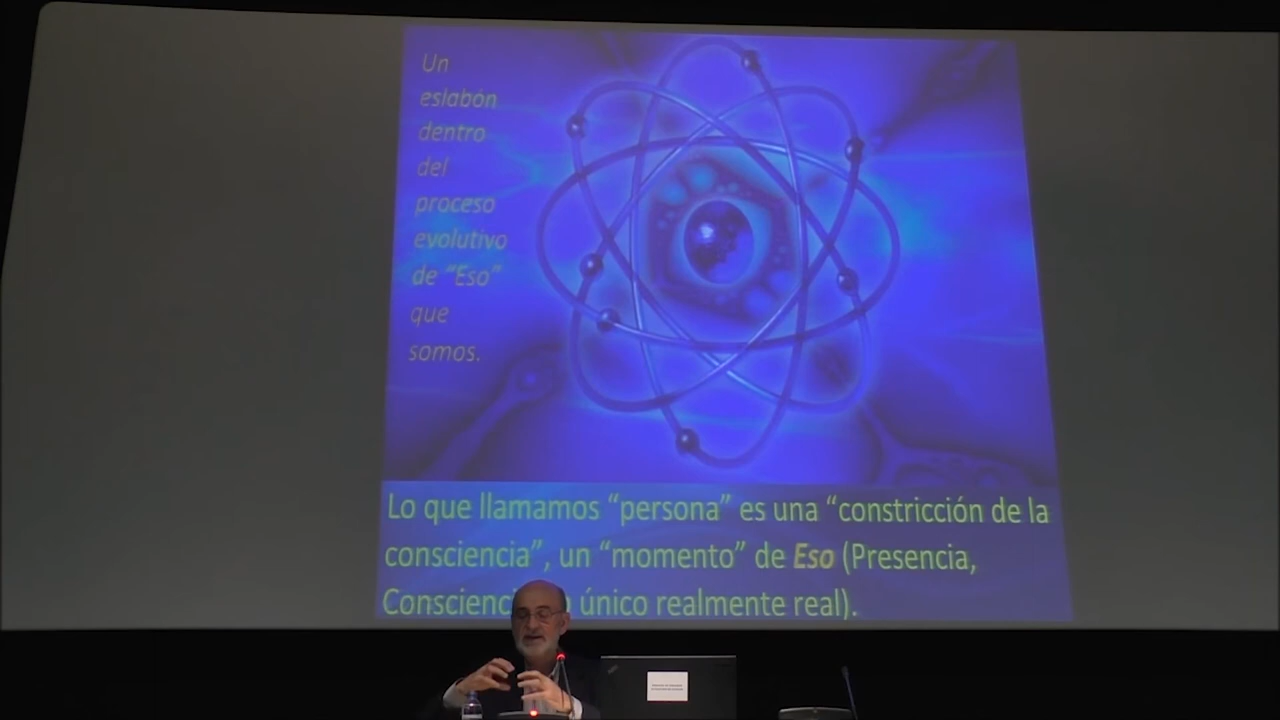 Un
eslabón
dentro
del
proceso
evolutivo
de “Eso”
que
somos.
Lo que llamamos “persona” es una “constricción de la
consciencia”, un “momento” de Eso (Presencia,
único realmente real).